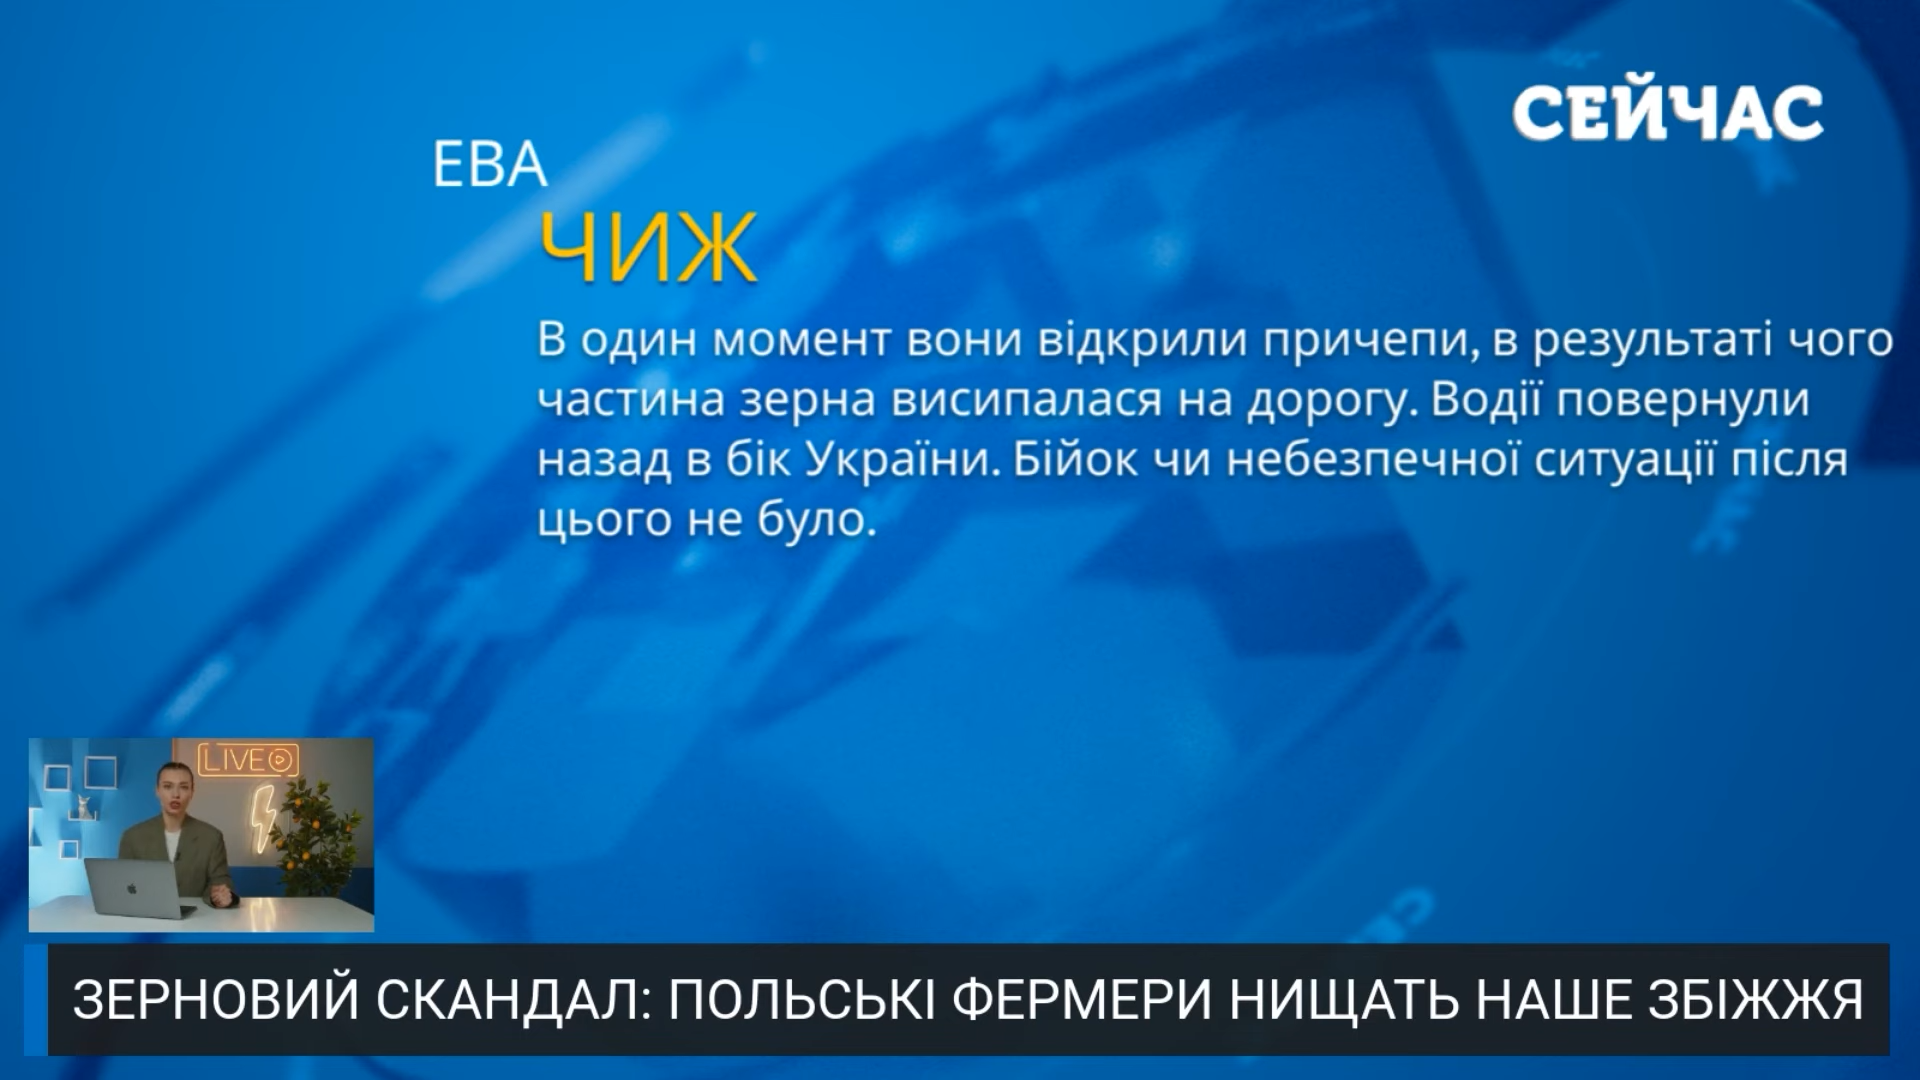 СЕЙЧАС
ЕВА
ЧИЖ
В один момент вони відкрили причепи, в результаті чого
частина зерна висипалася на дорогу. Водії повернули
назад в бік України. Бійок чи небезпечної ситуації після
цього не було.
LIVE
ЗЕРНОВИЙ СКАНДАЛ: ПОЛЬСЬКІ ФЕРМЕРИ НИЩАТЬ НАШЕ ЗБІЖЖЯ